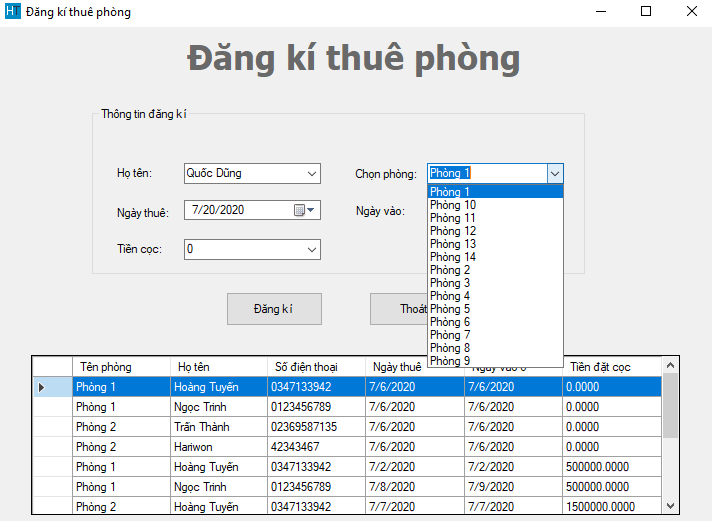 HT Đăng kí thuê phòng
Đăng kí thuê phòng
Thông tin đăng kí
Họ tên: Quốc Dũng
Chọn phòng: Phòng 1
Ngày thuê: 7/20/2020
Ngày vào:
Tiền cọc: 0
Phòng 1
Phòng 10
Phòng 11
Phòng 12
Phòng 13
Phòng 14
Phòng 2
Phòng 3
Phòng 4
Phòng 5
Phòng 6
Phòng 7
Phòng 8
Phòng 9
Đăng kí Thoát
Tên phòng Họ tên Số điện thoại Ngày thuê Ngày vào ở Tiền đặt cọc
Phòng 1 Hoàng Tuyến 0347133942 7/6/2020 7/6/2020 0.0000
Phòng 1 Ngọc Trinh 0123456789 7/6/2020 7/6/2020 0.0000
Phòng 2 Trấn Thành 02369587135 7/6/2020 7/6/2020 0.0000
Phòng 2 Hariwon 42343467 7/6/2020 7/6/2020 0.0000
Phòng 1 Hoàng Tuyến 0347133942 7/2/2020 7/2/2020 500000.0000
Phòng 1 Ngọc Trinh 0123456789 7/8/2020 7/9/2020 500000.0000
Phòng 2 Hoàng Tuyến 0347133942 7/7/2020 7/7/2020 1500000.0000